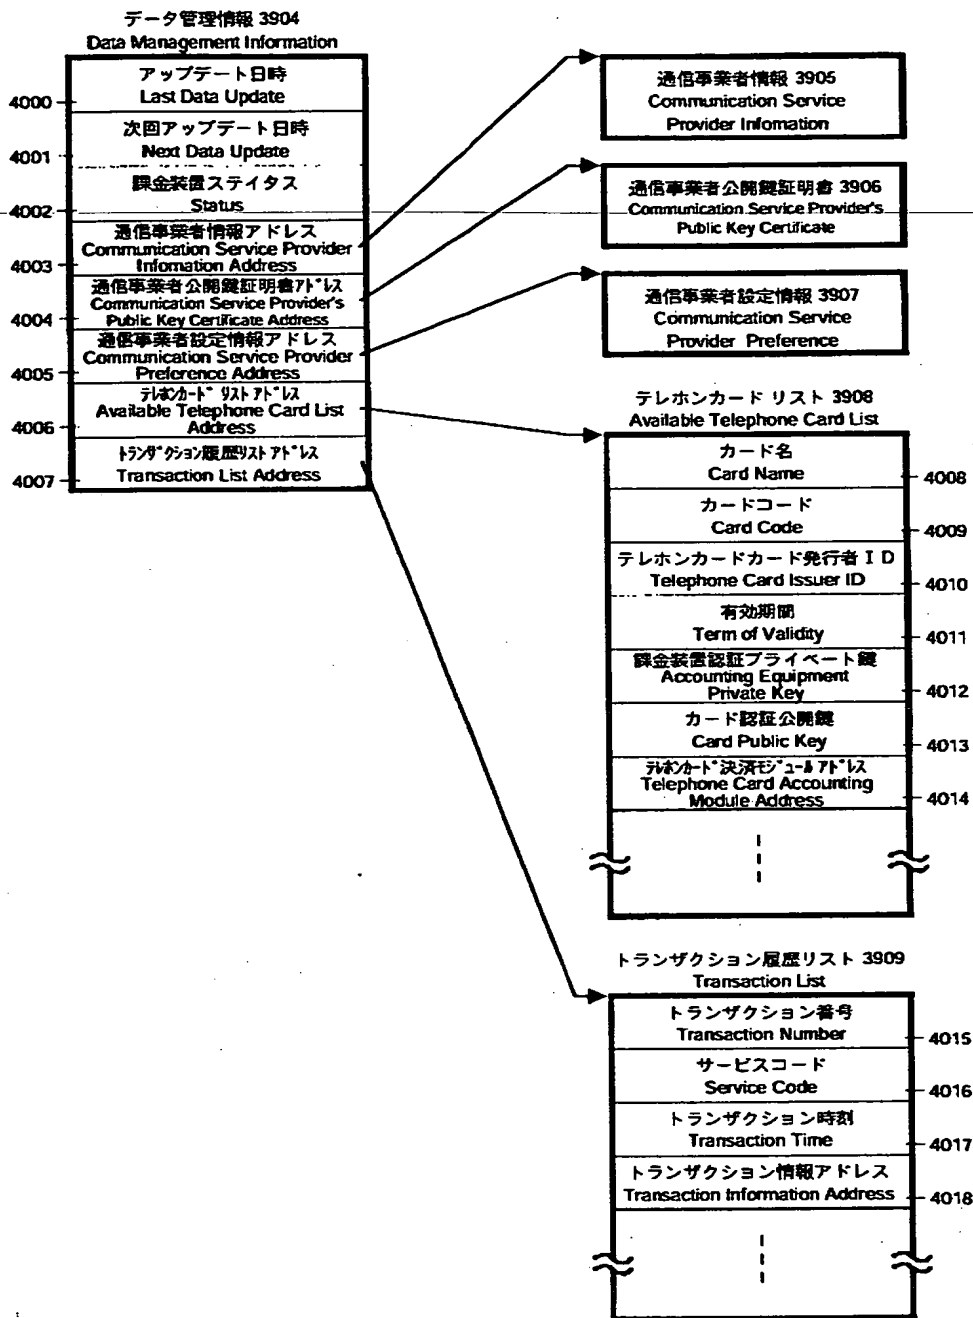 データ管理情報 3904
Data Management Information
アップデート日時
Last Data Update
4000
次回アップデート日時
Next Data Update
4001
課金装置ステイタス
Status
4002
通信事業者情報アドレス
Communication Service Provider
Infomation Address
4003
通信事業者公開鍵証明書アドレス
Communication Service Provider's
Public Key Certificate Address
4004
通信事業者設定情報アドレス
Communication Service Provider
Preference Address
4005
テレホンカード リスト アドレス
Available Telephone Card List
Address
4006
トランザクション履歴リスト アドレス
Transaction List Address
4007
通信事業者情報 3905
Communication Service
Provider Infomation
通信事業者公開鍵証明書 3906
Communication Service Provider's
Public Key Certificate
通信事業者設定情報 3907
Communication Service
Provider Preference
テレホンカード リスト 3908
Available Telephone Card List
カード名
Card Name
4008
カードコード
Card Code
4009
テレホンカードカード発行者ID
Telephone Card Issuer ID
4010
有効期間
Term of Validity
4011
課金装置認証プライベート鍵
Accounting Equipment
Private Key
4012
カード認証公開鍵
Card Public Key
4013
テレホンカード決済モジュール アドレス
Telephone Card Accounting
Module Address
4014
トランザクション履歴リスト 3909
Transaction List
トランザクション番号
Transaction Number
4015
サービスコード
Service Code
4016
トランザクション時刻
Transaction Time
4017
トランザクション情報アドレス
Transaction Information Address
4018